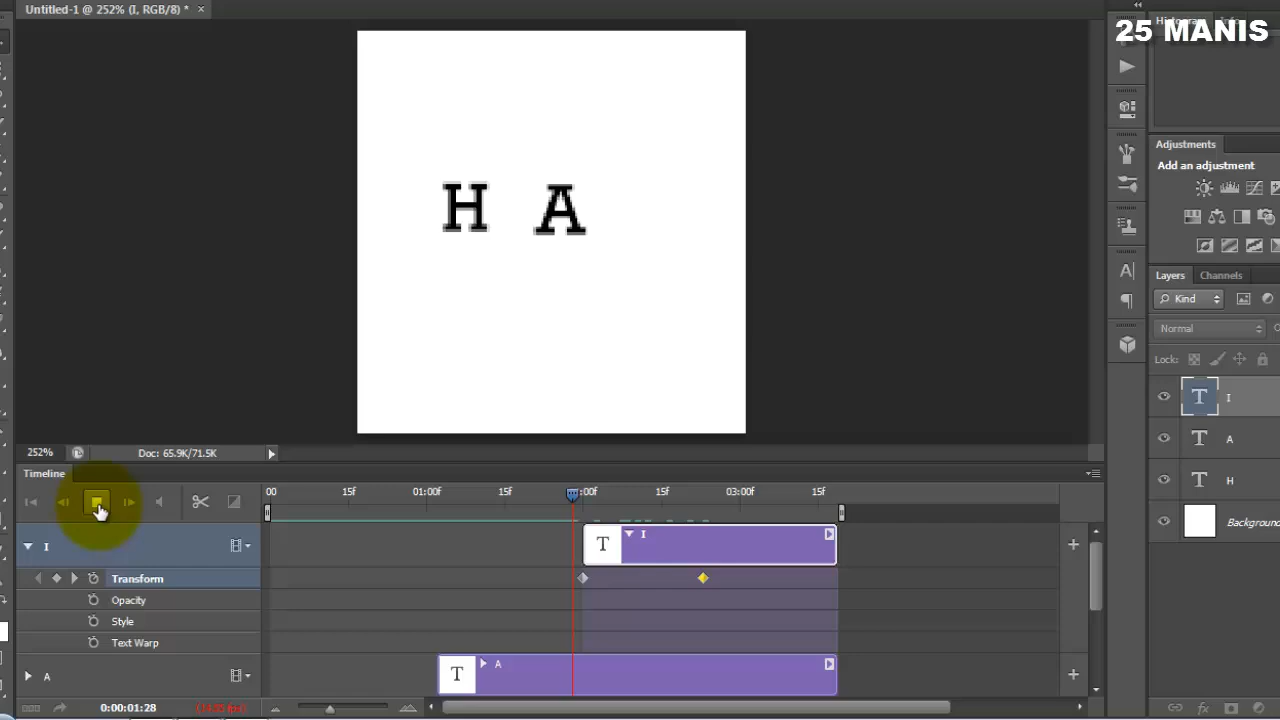 Untitled-1 @ 252% (I, RGB/8) * ×
25 MANIS
Adjustments
Add an adjustment
H A
Layers Channels
Kind
Normal
Lock:
T I
T A
T H
Background
fx
252% Doc: 65.9K/71.5K
Timeline
00 15f 01:00f 15f :00f 15f 03:00f 15f
I T I
Transform
Opacity
Style
Text Warp
A T A
0:00:01:28